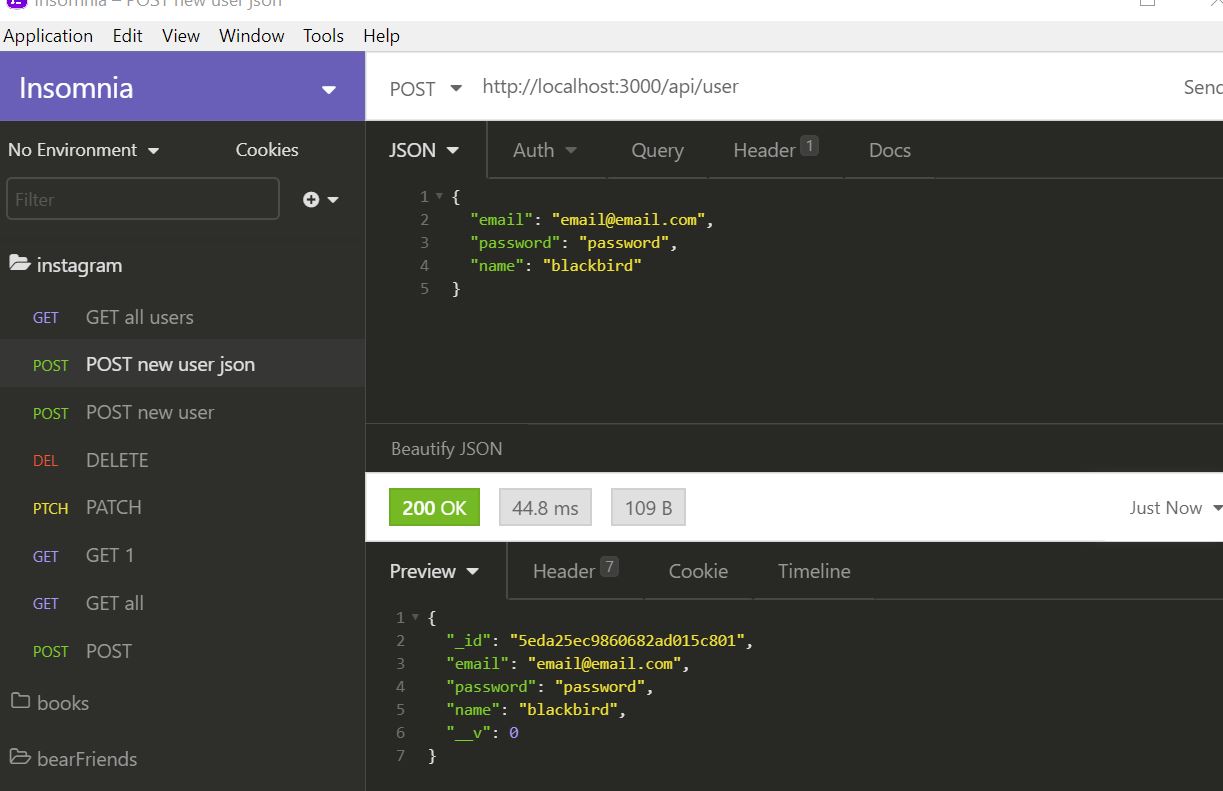 Insomnia – POST new user json
Application Edit View Window Tools Help
Insomnia
POST http://localhost:3000/api/user Send
No Environment Cookies
Filter
JSON Auth Query Header 1 Docs
1 {
2 "email": "email@email.com",
3 "password": "password",
4 "name": "blackbird"
5 }
instagram
GET GET all users
POST POST new user json
POST POST new user
DEL DELETE
PTCH PATCH
GET GET 1
GET GET all
POST POST
books
bearFriends
Beautify JSON
200 OK 44.8 ms 109 B Just Now
Preview Header 7 Cookie Timeline
1 {
2 "_id": "5eda25ec9860682ad015c801",
3 "email": "email@email.com",
4 "password": "password",
5 "name": "blackbird",
6 "__v": 0
7 }